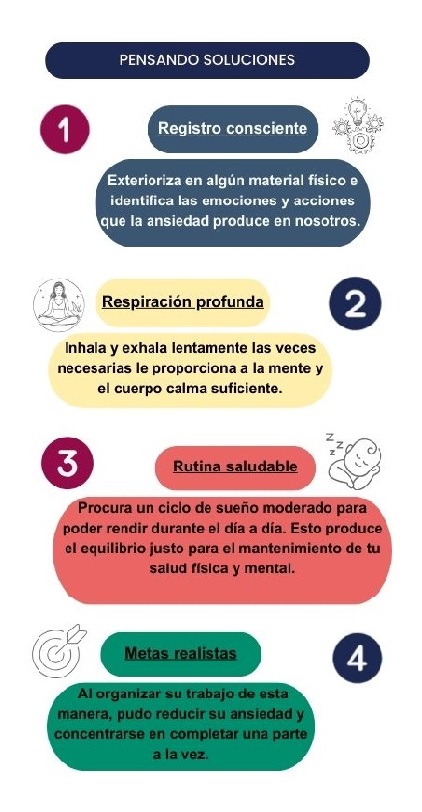 PENSANDO SOLUCIONES
1
Registro consciente
Exterioriza en algún material físico e
identifica las emociones y acciones
que la ansiedad produce en nosotros.
Respiración profunda
2
Inhala y exhala lentamente las veces
necesarias le proporciona a la mente y
el cuerpo calma suficiente.
3
Rutina saludable
z z z
Procura un ciclo de sueño moderado para
poder rendir durante el día a día. Esto produce
el equilibrio justo para el mantenimiento de tu
salud física y mental.
Metas realistas
4
Al organizar su trabajo de esta
manera, pudo reducir su ansiedad y
concentrarse en completar una parte
a la vez.